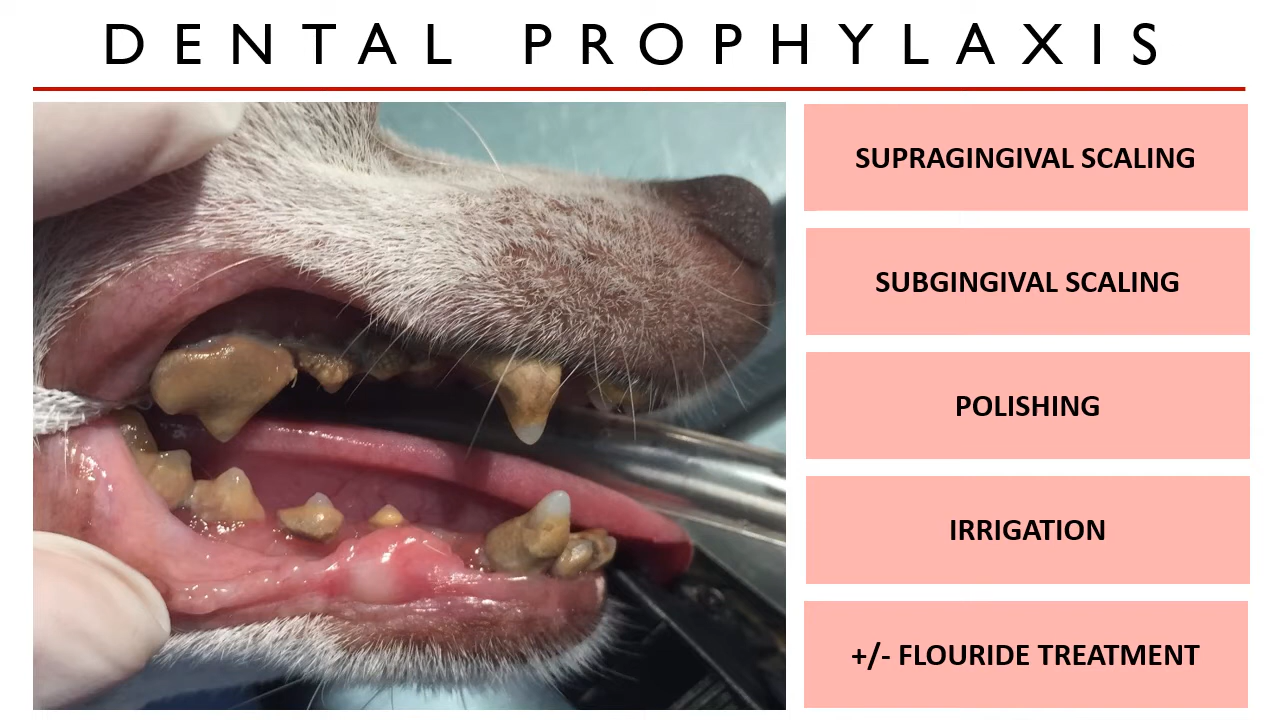 DENTAL PROPHYLAXIS
SUPRAGINGIVAL SCALING
SUBGINGIVAL SCALING
POLISHING
IRRIGATION
+/- FLOURIDE TREATMENT